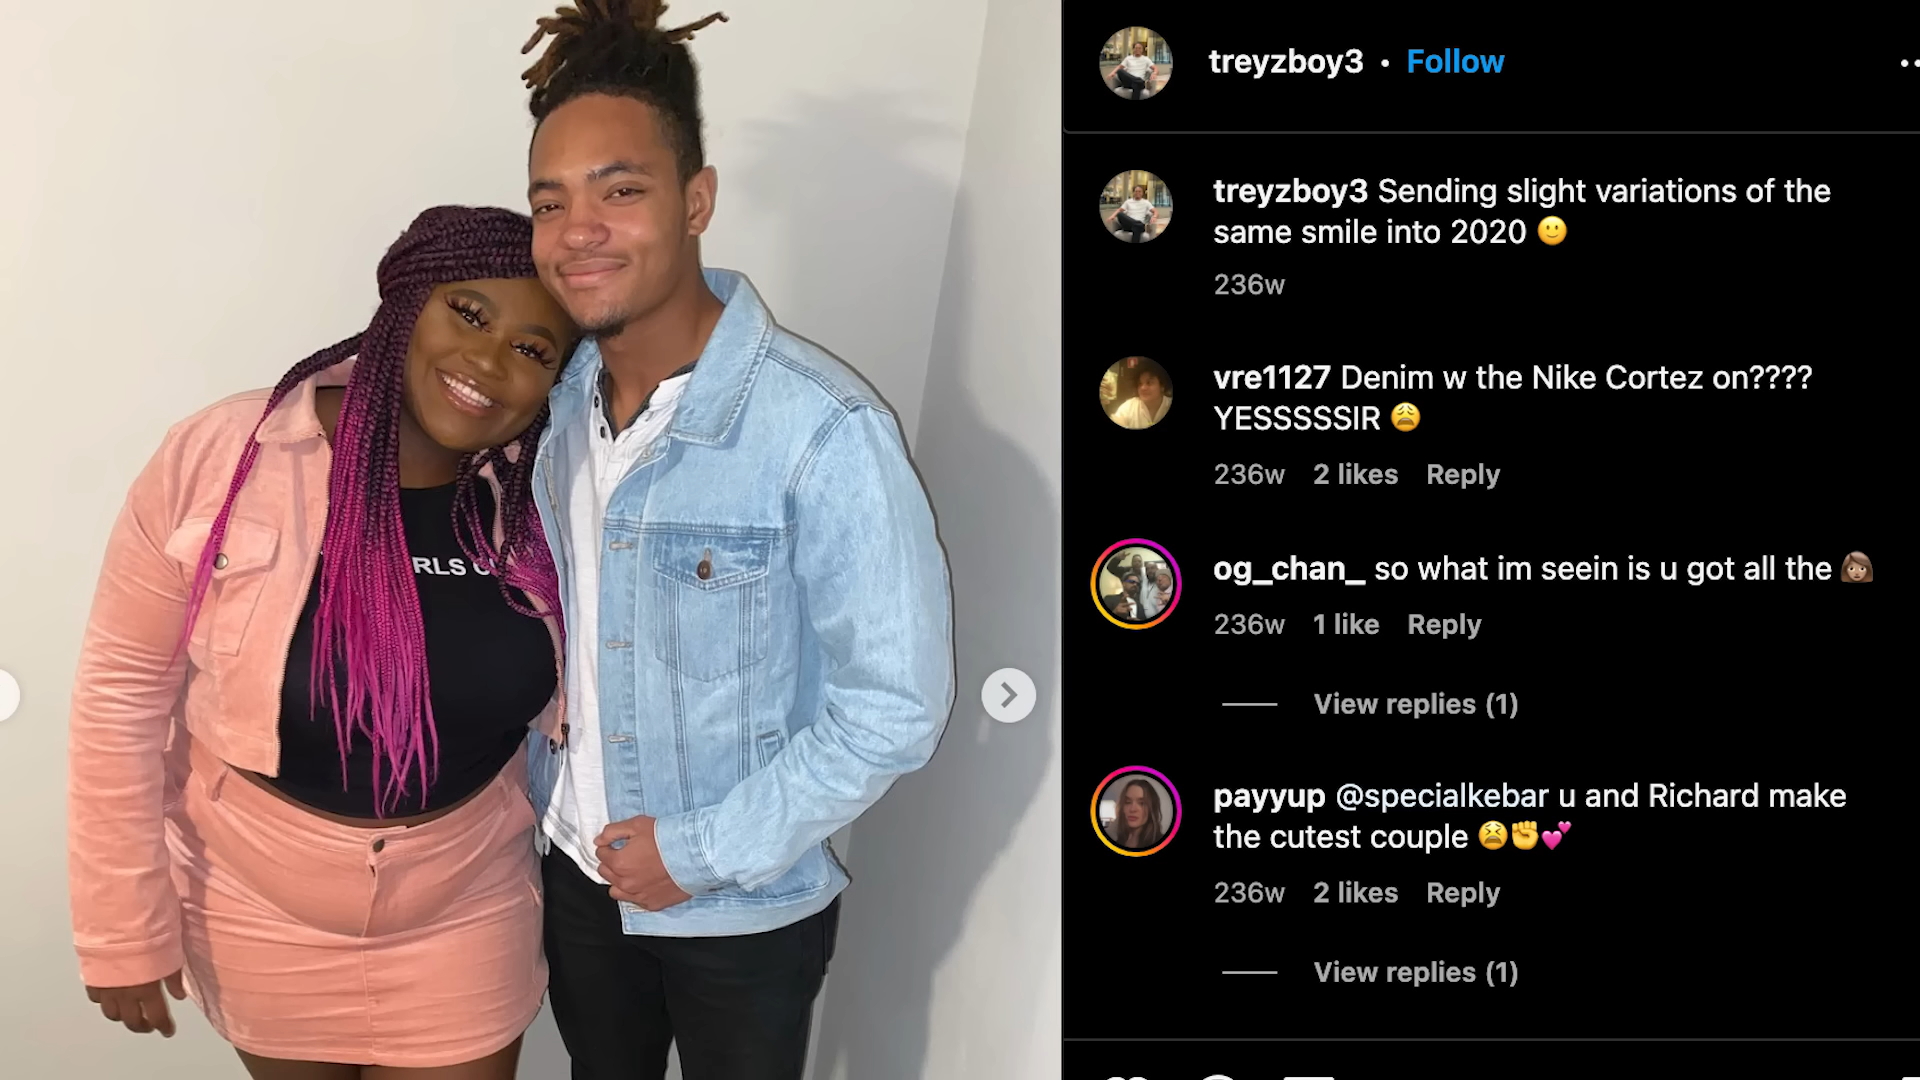 treyzboy3 • Follow
treyzboy3 Sending slight variations of the
same smile into 2020 🙂
236w
vre1127 Denim w the Nike Cortez on????
YESSSSSIR 😩
236w 2 likes Reply
og_chan_ so what im seein is u got all the 👩🏽
236w 1 like Reply
View replies (1)
payyup @specialkebar u and Richard make
the cutest couple 😫✊💕
236w 2 likes Reply
View replies (1)